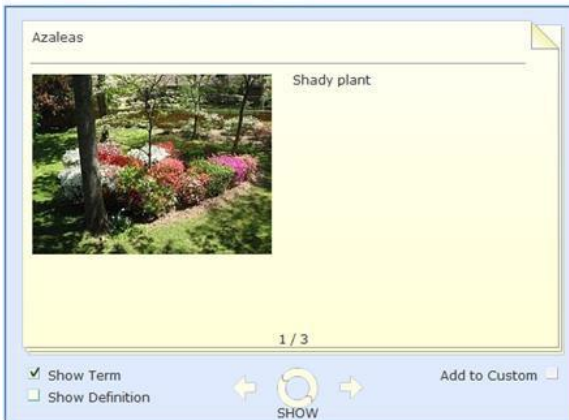 Azaleas
Shady plant
1 / 3
Show Term
Show Definition
SHOW
Add to Custom